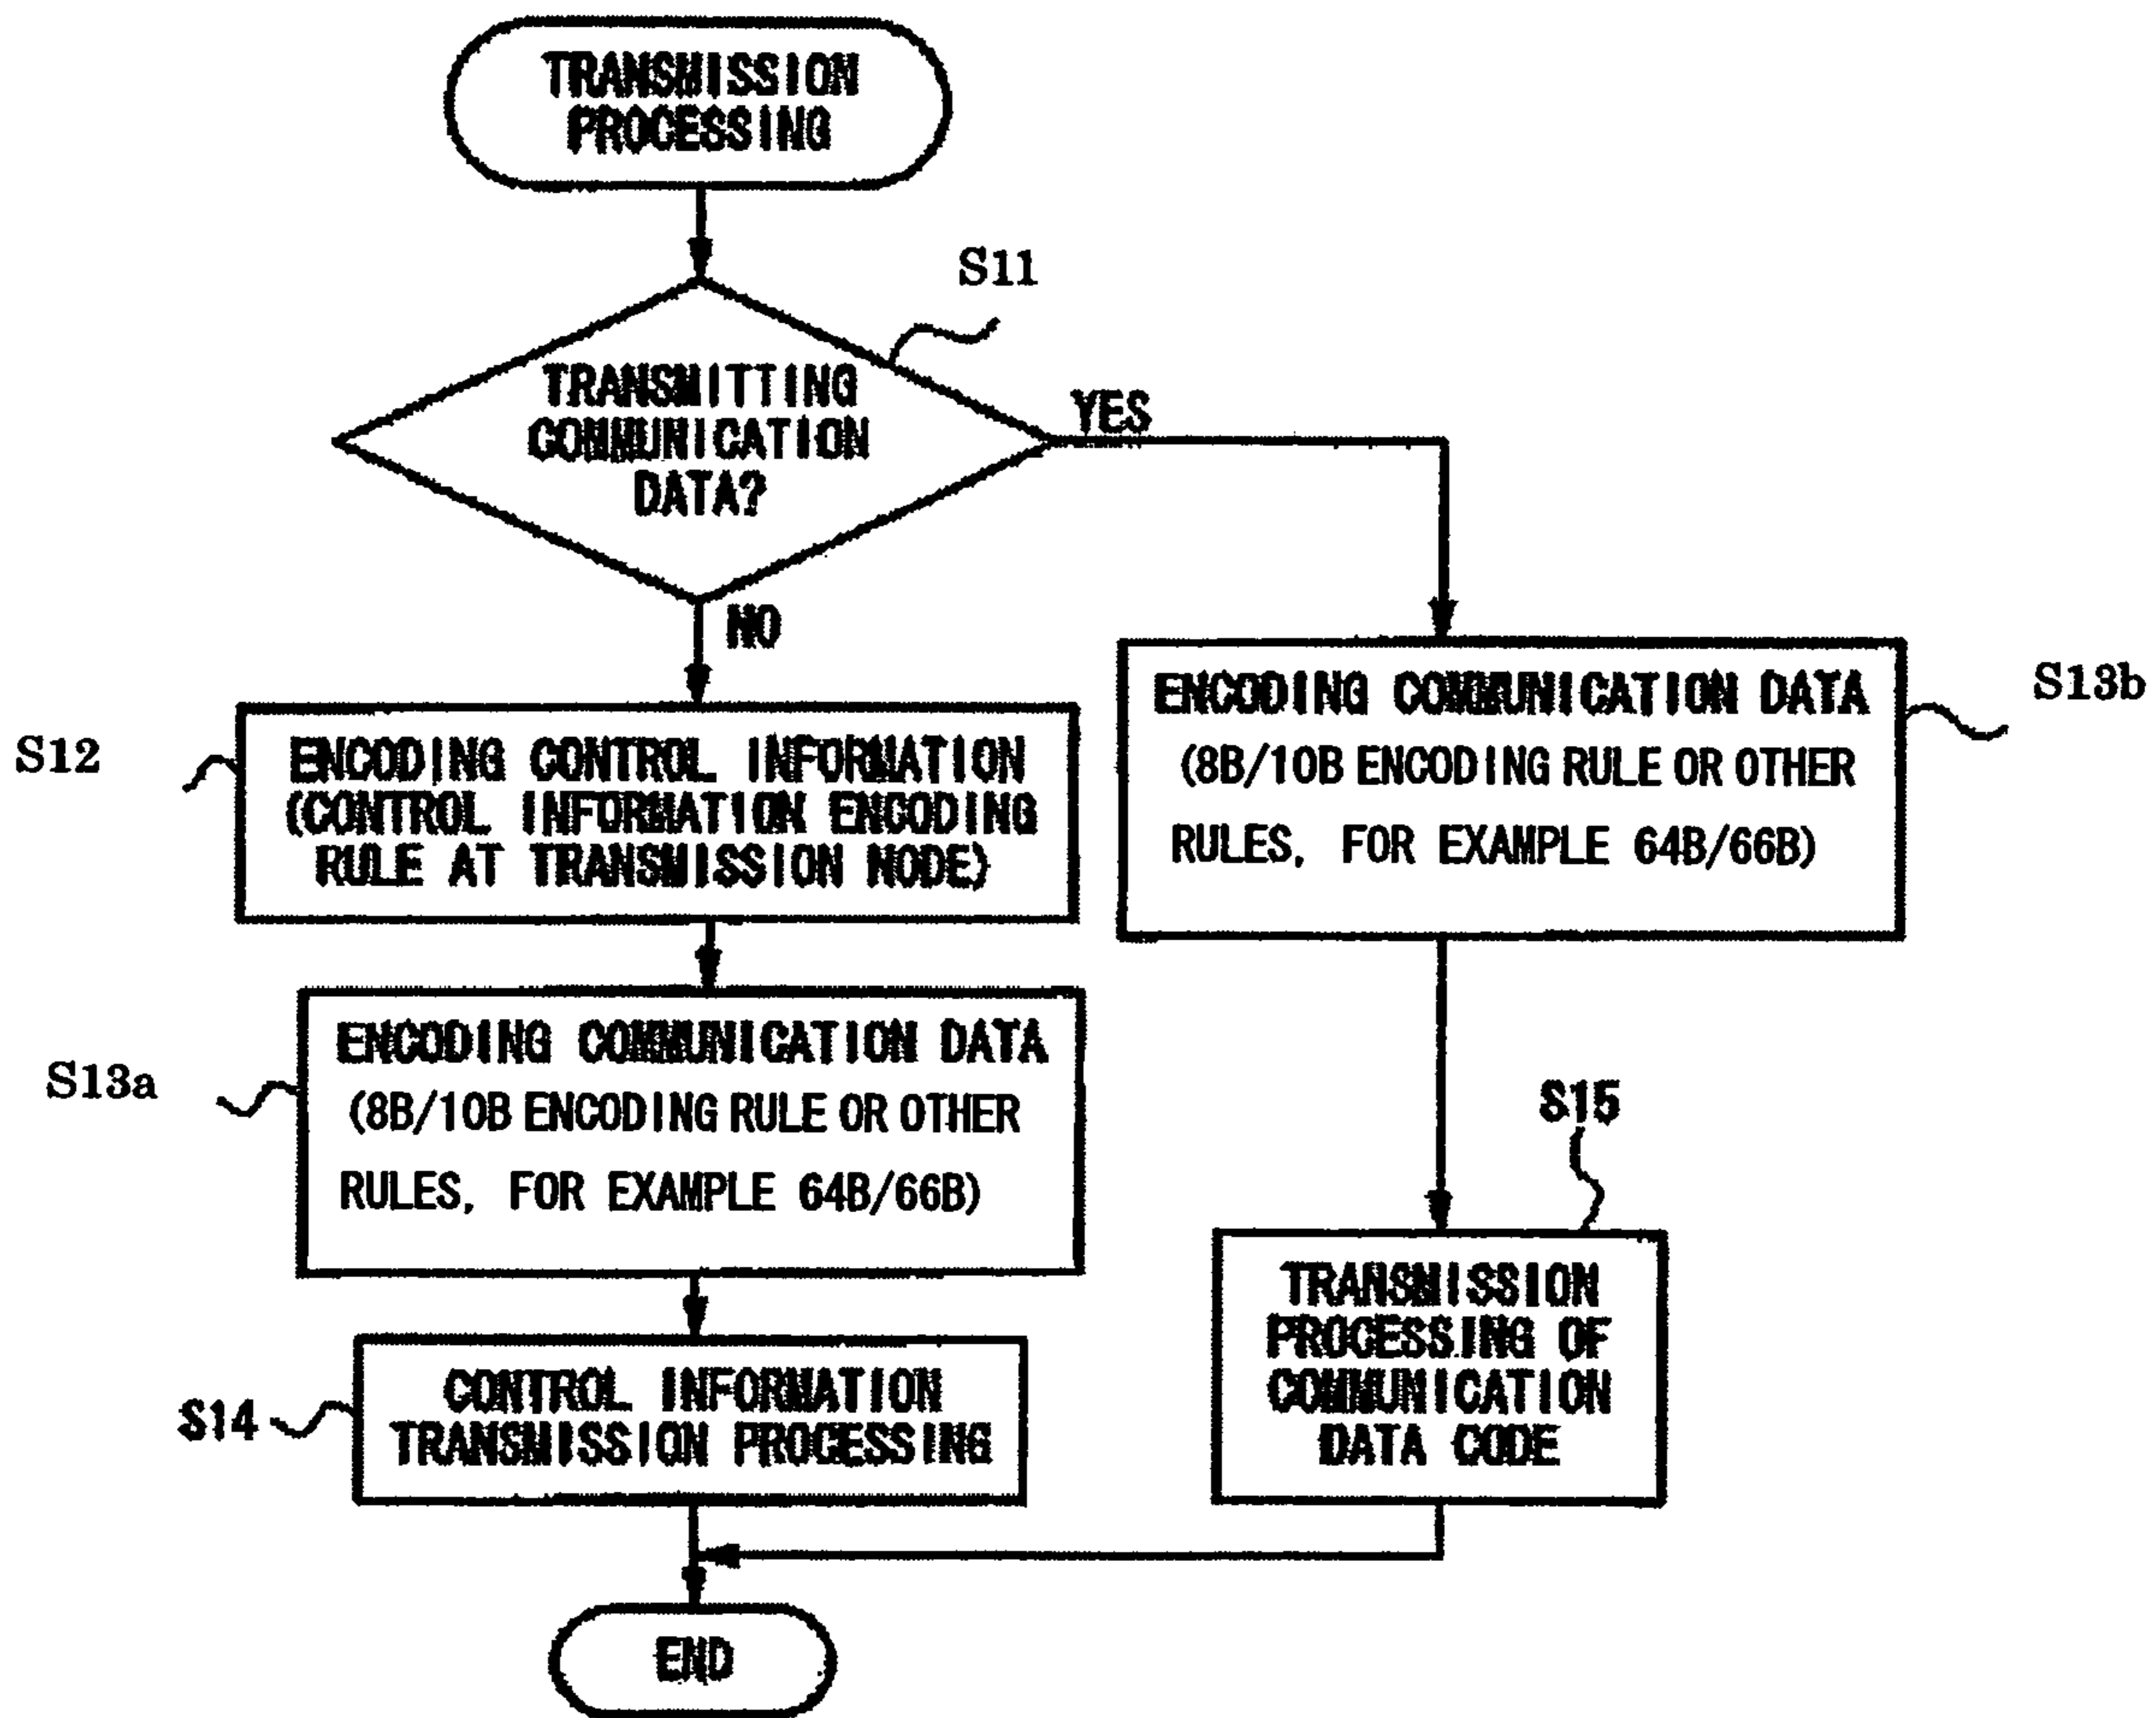 TRANSMISSION
PROCESSING
S11
TRANSMITTING
COMMUNICATION
DATA?
YES
NO
S12
ENCODING CONTROL INFORMATION
(CONTROL INFORMATION ENCODING
RULE AT TRANSMISSION NODE)
ENCODING COMMUNICATION DATA
(8B/10B ENCODING RULE OR OTHER
RULES, FOR EXAMPLE 64B/66B)
S13b
S13a
ENCODING COMMUNICATION DATA
(8B/10B ENCODING RULE OR OTHER
RULES, FOR EXAMPLE 64B/66B)
S15
TRANSMISSION
PROCESSING OF
COMMUNICATION
DATA CODE
S14
CONTROL INFORMATION
TRANSMISSION PROCESSING
END